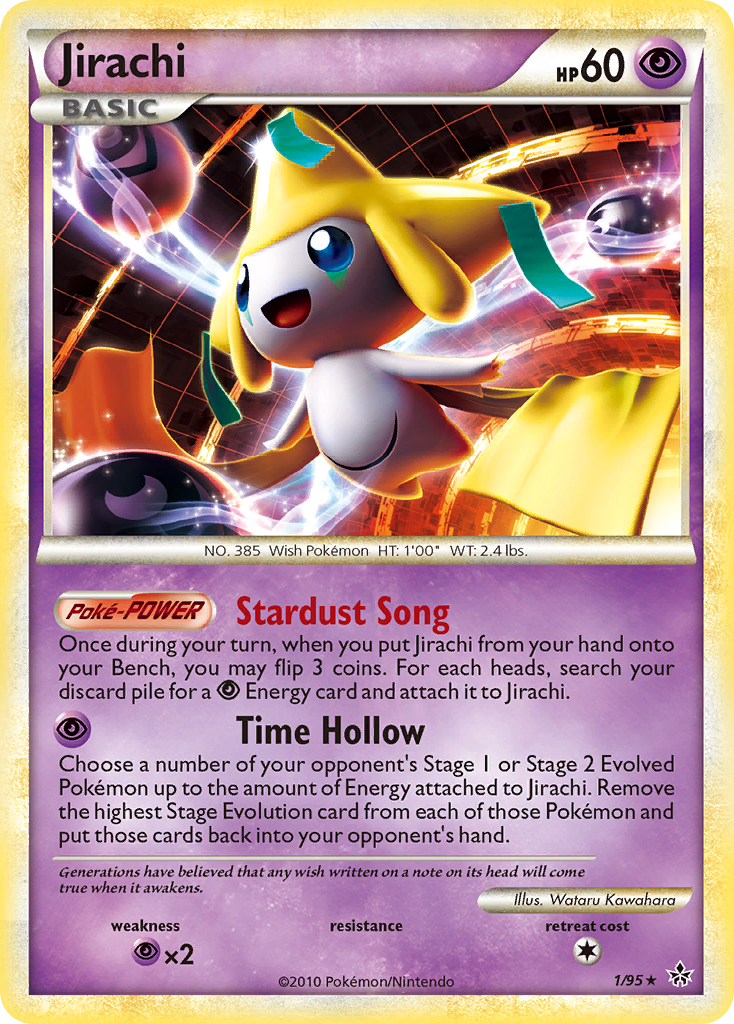 Jirachi
HP60
BASIC
NO. 385 Wish Pokémon HT: 1'00" WT: 2.4 lbs.
Poké-POWER Stardust Song
Once during your turn, when you put Jirachi from your hand onto
your Bench, you may flip 3 coins. For each heads, search your
discard pile for a Energy card and attach it to Jirachi.
Time Hollow
Choose a number of your opponent's Stage 1 or Stage 2 Evolved
Pokémon up to the amount of Energy attached to Jirachi. Remove
the highest Stage Evolution card from each of those Pokémon and
put those cards back into your opponent's hand.
Generations have believed that any wish written on a note on its head will come
true when it awakens.
Illus. Wataru Kawahara
weakness resistance retreat cost
×2
©2010 Pokémon/Nintendo
1/95 ★